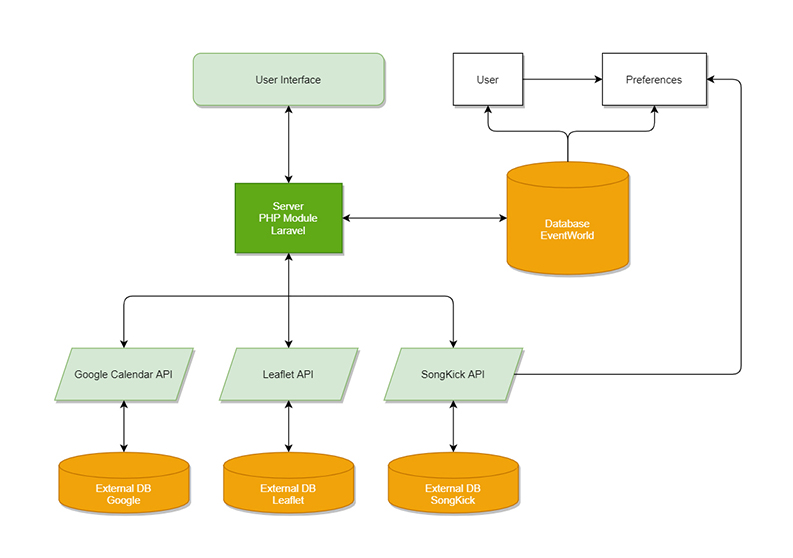 User Interface
User
Preferences
Server
PHP Module
Laravel
Database
EventWorld
Google Calendar API
Leaflet API
SongKick API
External DB
Google
External DB
Leaflet
External DB
SongKick